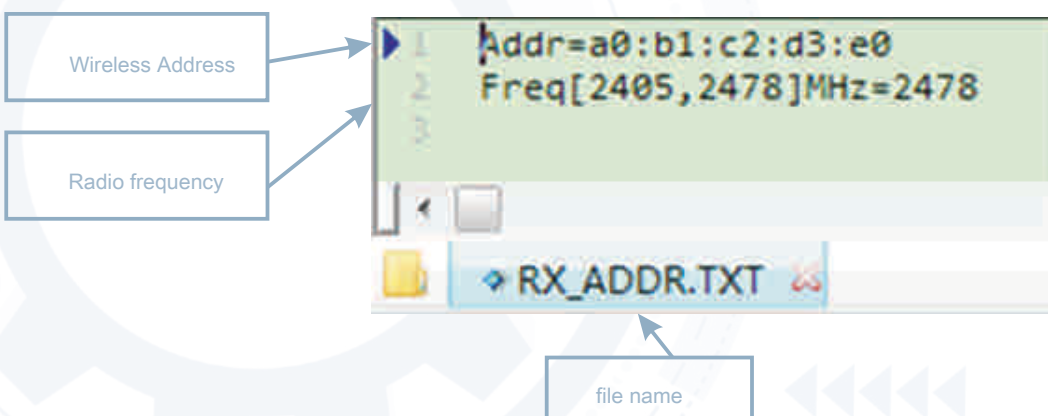 Wireless Address
1 Addr=a0:b1:c2:d3:e0
2 Freq[2405,2478]MHz=2478
3
Radio frequency
RX_ADDR.TXT
file name